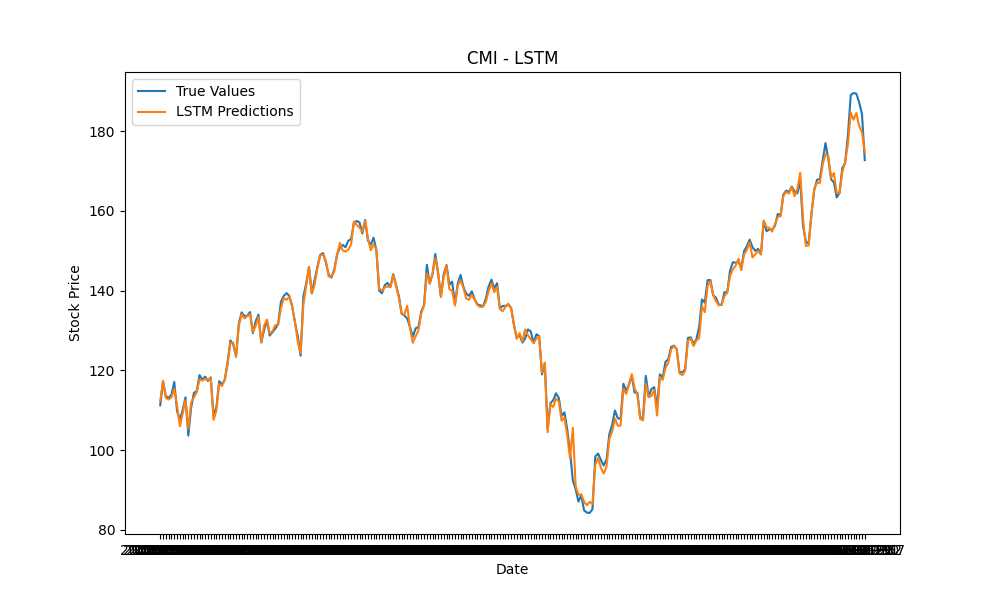 CMI - LSTM
True Values
LSTM Predictions
180
160
140
120
100
80
Stock Price
Date